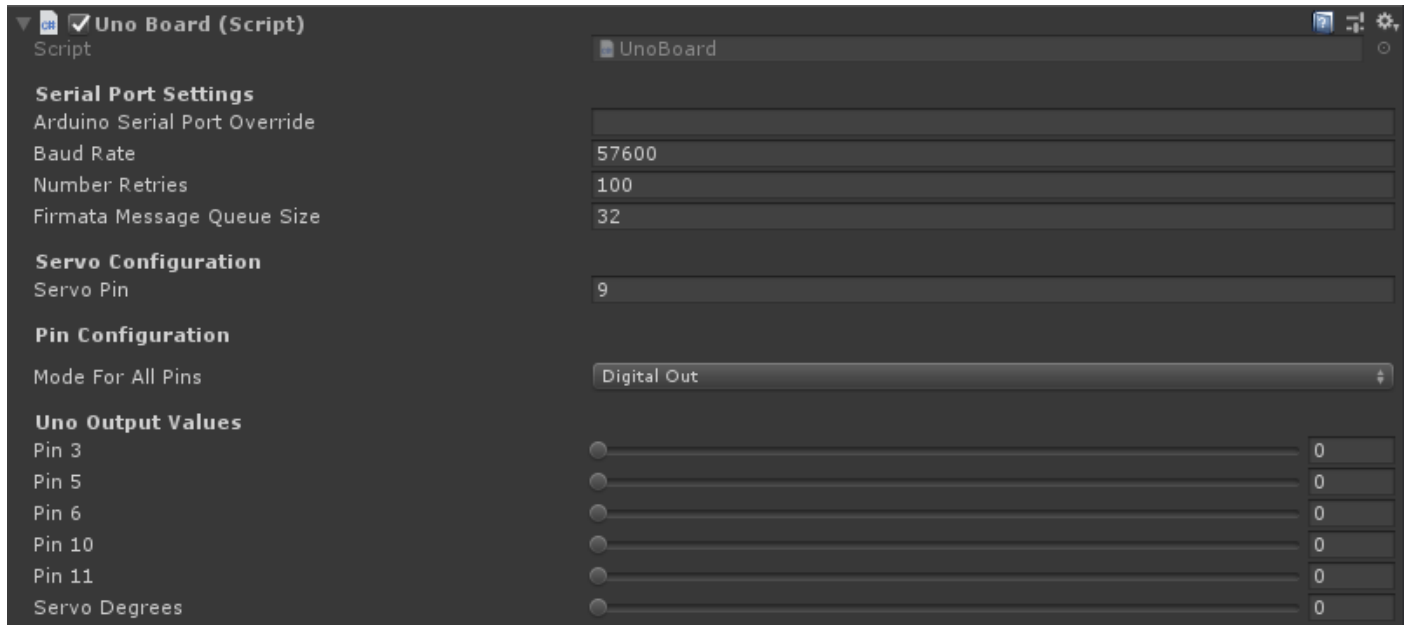 Uno Board (Script)
Script UnoBoard
Serial Port Settings
Arduino Serial Port Override
Baud Rate 57600
Number Retries 100
Firmata Message Queue Size 32
Servo Configuration
Servo Pin 9
Pin Configuration
Mode For All Pins Digital Out
Uno Output Values
Pin 3 0
Pin 5 0
Pin 6 0
Pin 10 0
Pin 11 0
Servo Degrees 0